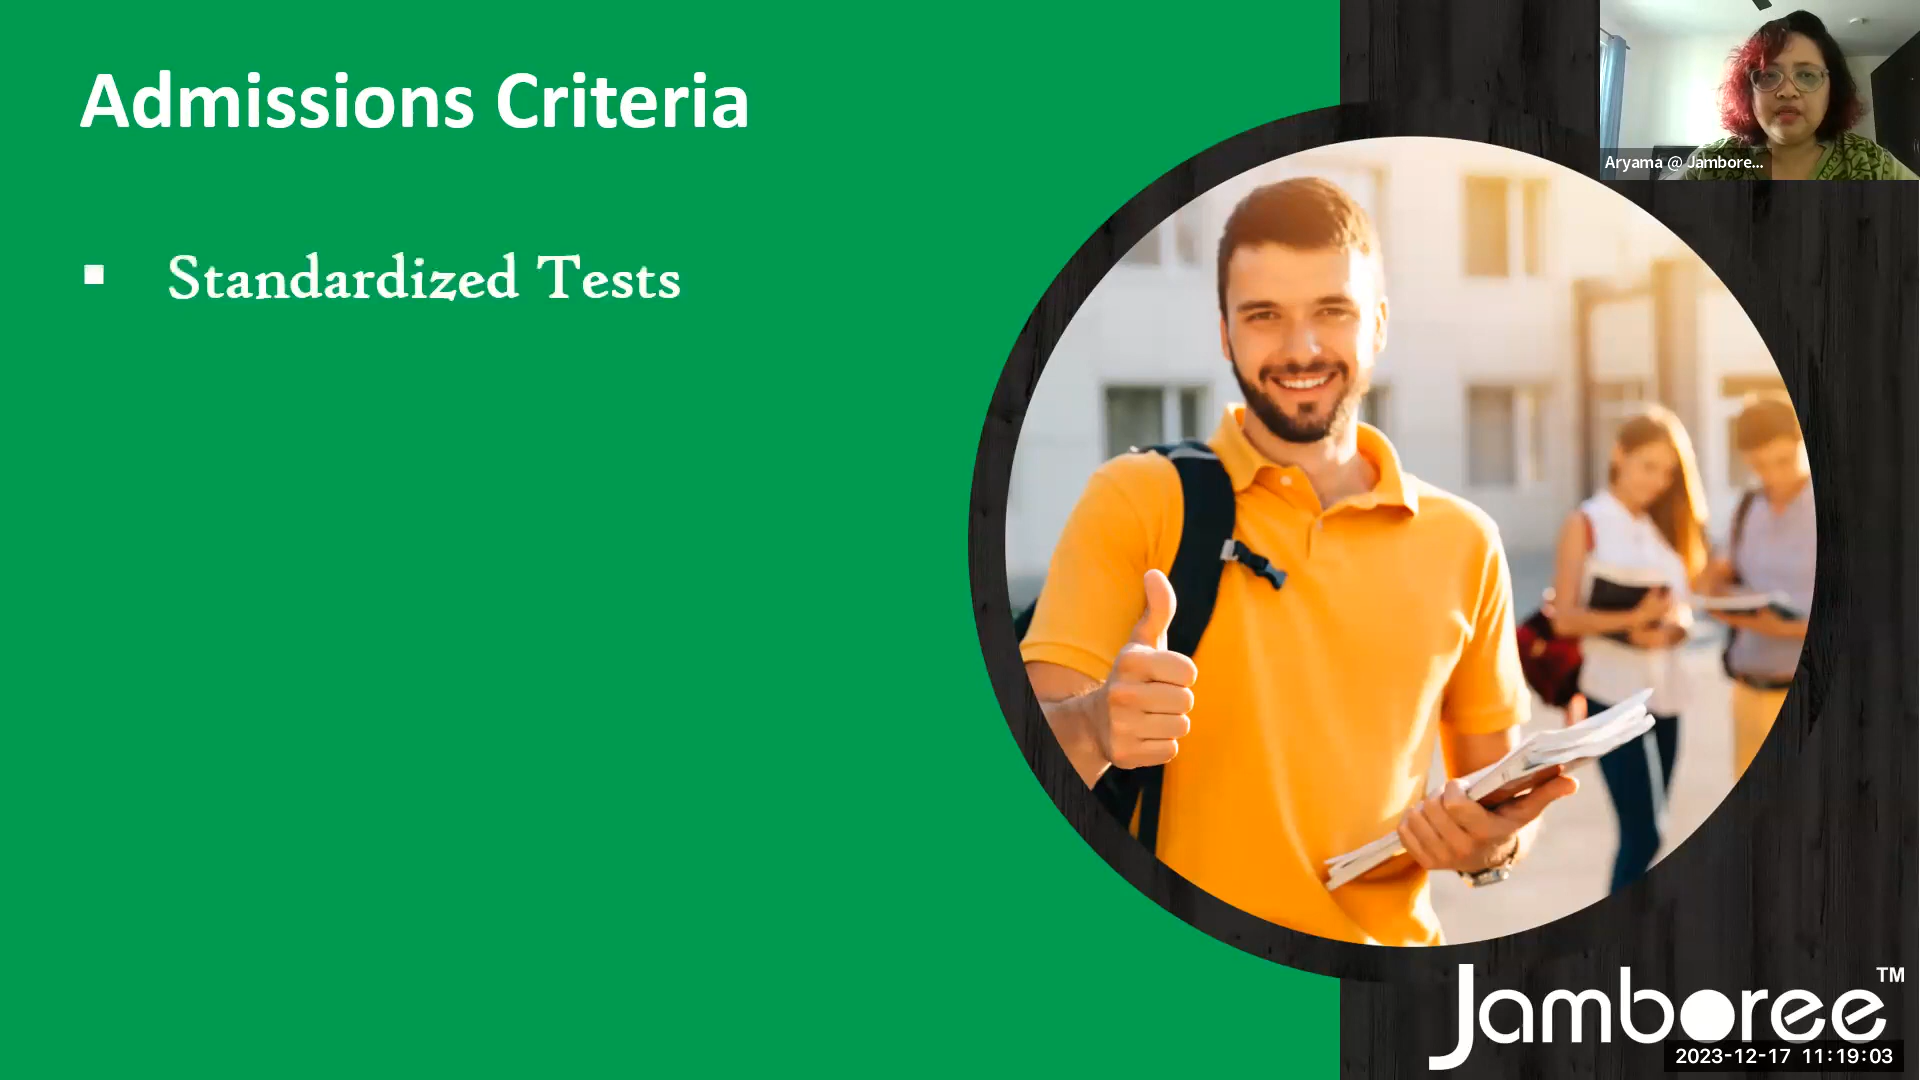 Admissions Criteria
Aryama @ Jambore...
▪ Standardized Tests
Jamboree™
2023-12-17 11:19:03